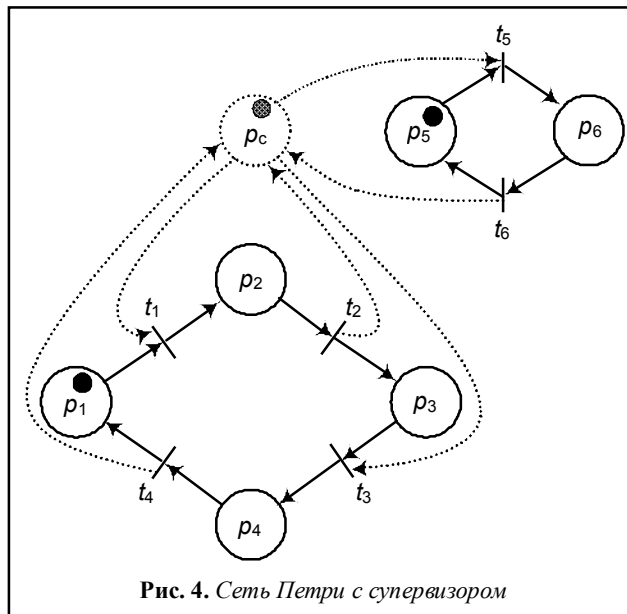 t5
pc
p5
p6
t6
p2
t1
t2
p1
p3
t4
t3
p4
Рис. 4. Сеть Петри с супервизором